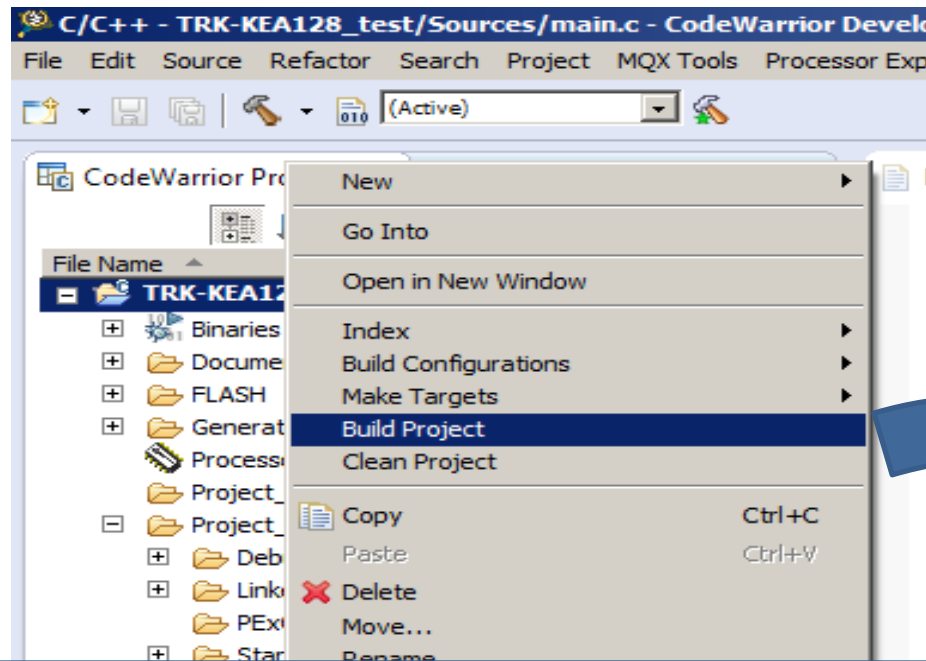 C/C++ - TRK-KEA128_test/Sources/main.c - CodeWarrior Develo
File Edit Source Refactor Search Project MQX Tools Processor Exp
010 (Active)
CodeWarrior Pro
File Name
TRK-KEA12
Binaries
Docume
FLASH
Generat
Process
Project_
Project_
Deb
Link
PEx
Star
New
Go Into
Open in New Window
Index
Build Configurations
Make Targets
Build Project
Clean Project
Copy Ctrl+C
Paste Ctrl+V
Delete
Move...
Rename